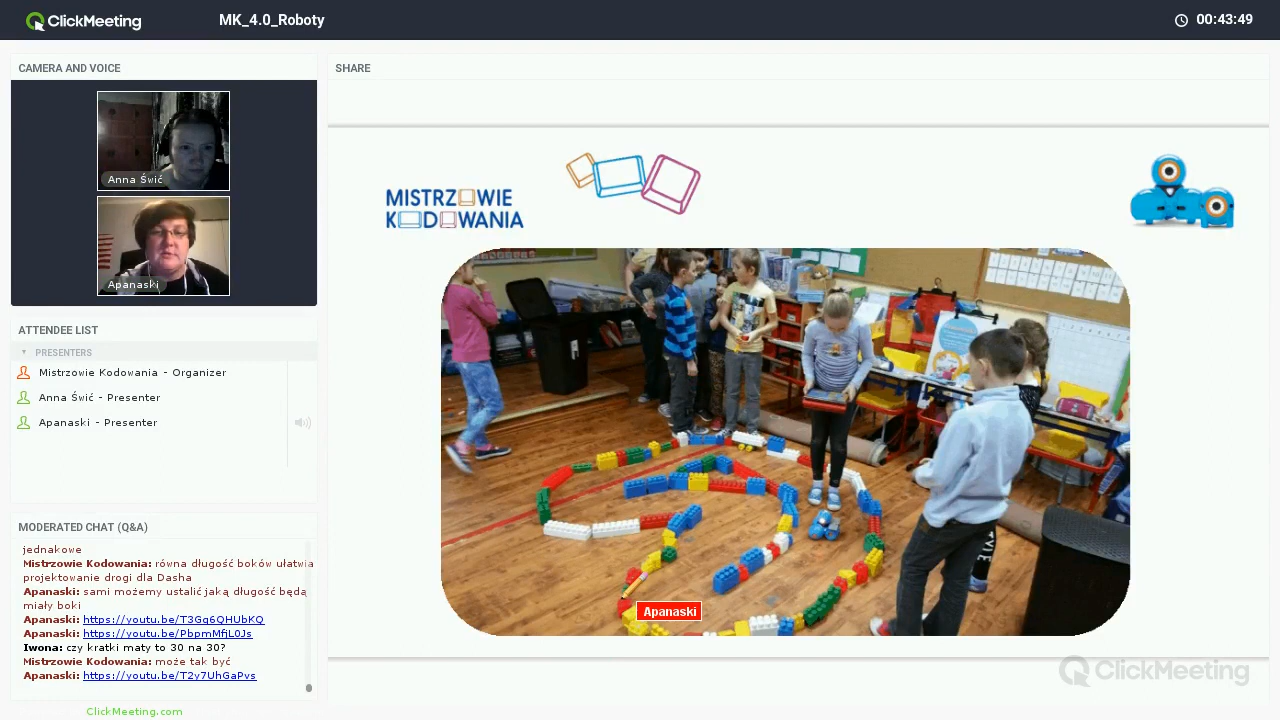 ClickMeeting
MK_4.0_Roboty
00:43:49
CAMERA AND VOICE
Anna Świć
Apanaski
ATTENDEE LIST
PRESENTERS
Mistrzowie Kodowania - Organizer
Anna Świć - Presenter
Apanaski - Presenter
MODERATED CHAT (Q&A)
jednakowe
Mistrzowie Kodowania: równa długość boków ułatwia
projektowanie drogi dla Dasha
Apanaski: sami możemy ustalić jaką długość będą
miały boki
Apanaski: https://youtu.be/T3Gq6QHUbKQ
Apanaski: https://youtu.be/PbpmMfjL0Js
Iwona: czy kratki maty to 30 na 30?
Mistrzowie Kodowania: może tak być
Apanaski: https://youtu.be/T2y7UhGaPvs
ClickMeeting.com
SHARE
MISTRZOWIE
KODOWANIA
Apanaski
ClickMeeting